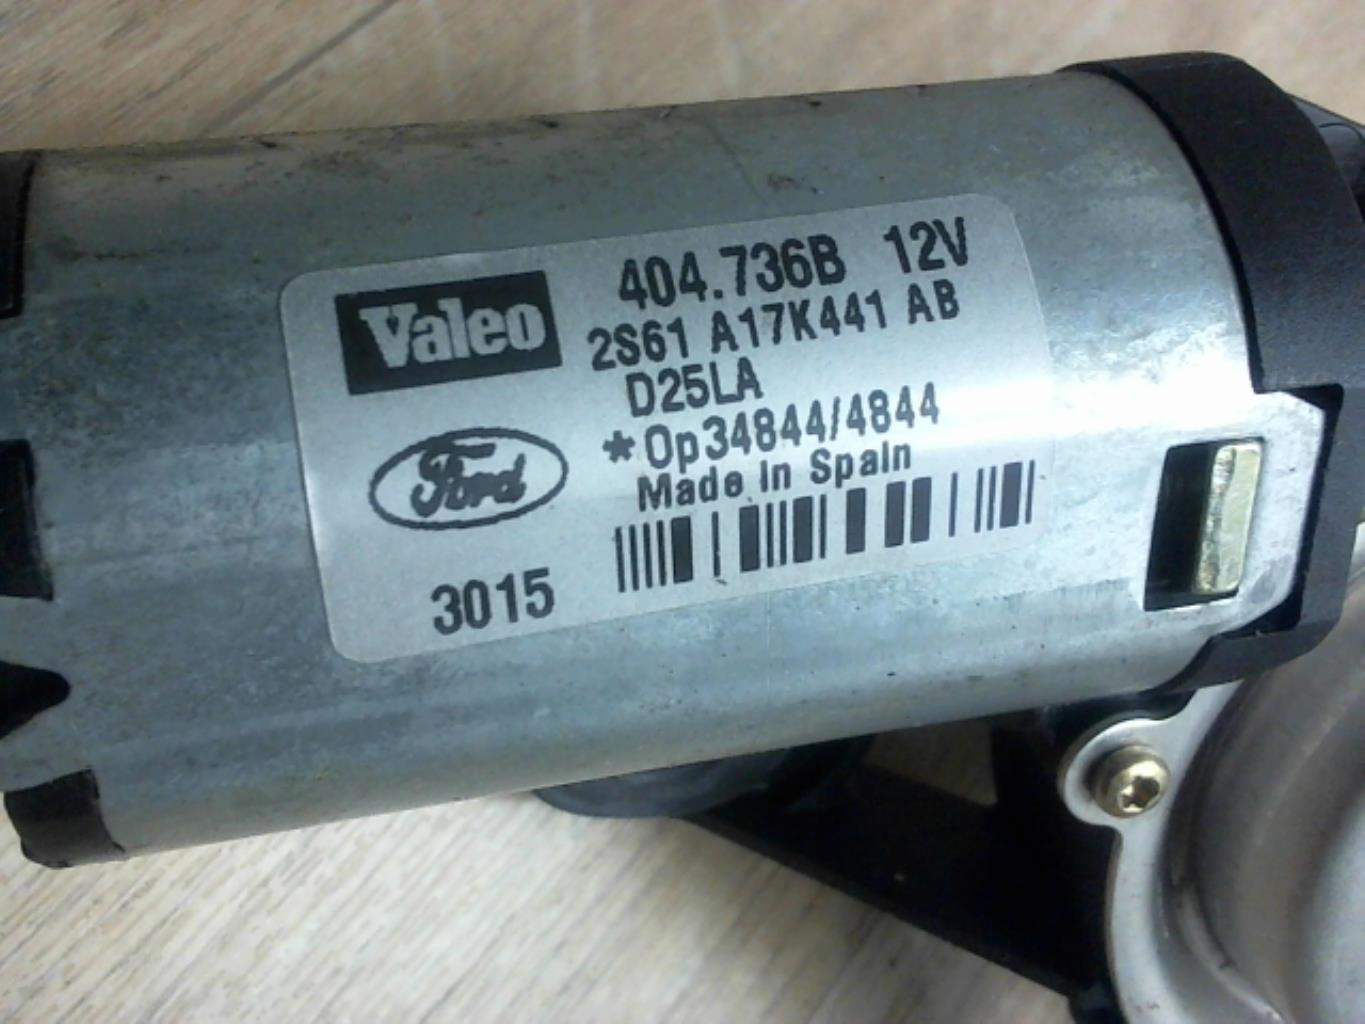 Valeo
404.736B 12V
2S61 A17K441 AB
D25LA
*Op34844/4844
Made In Spain
Ford
3015